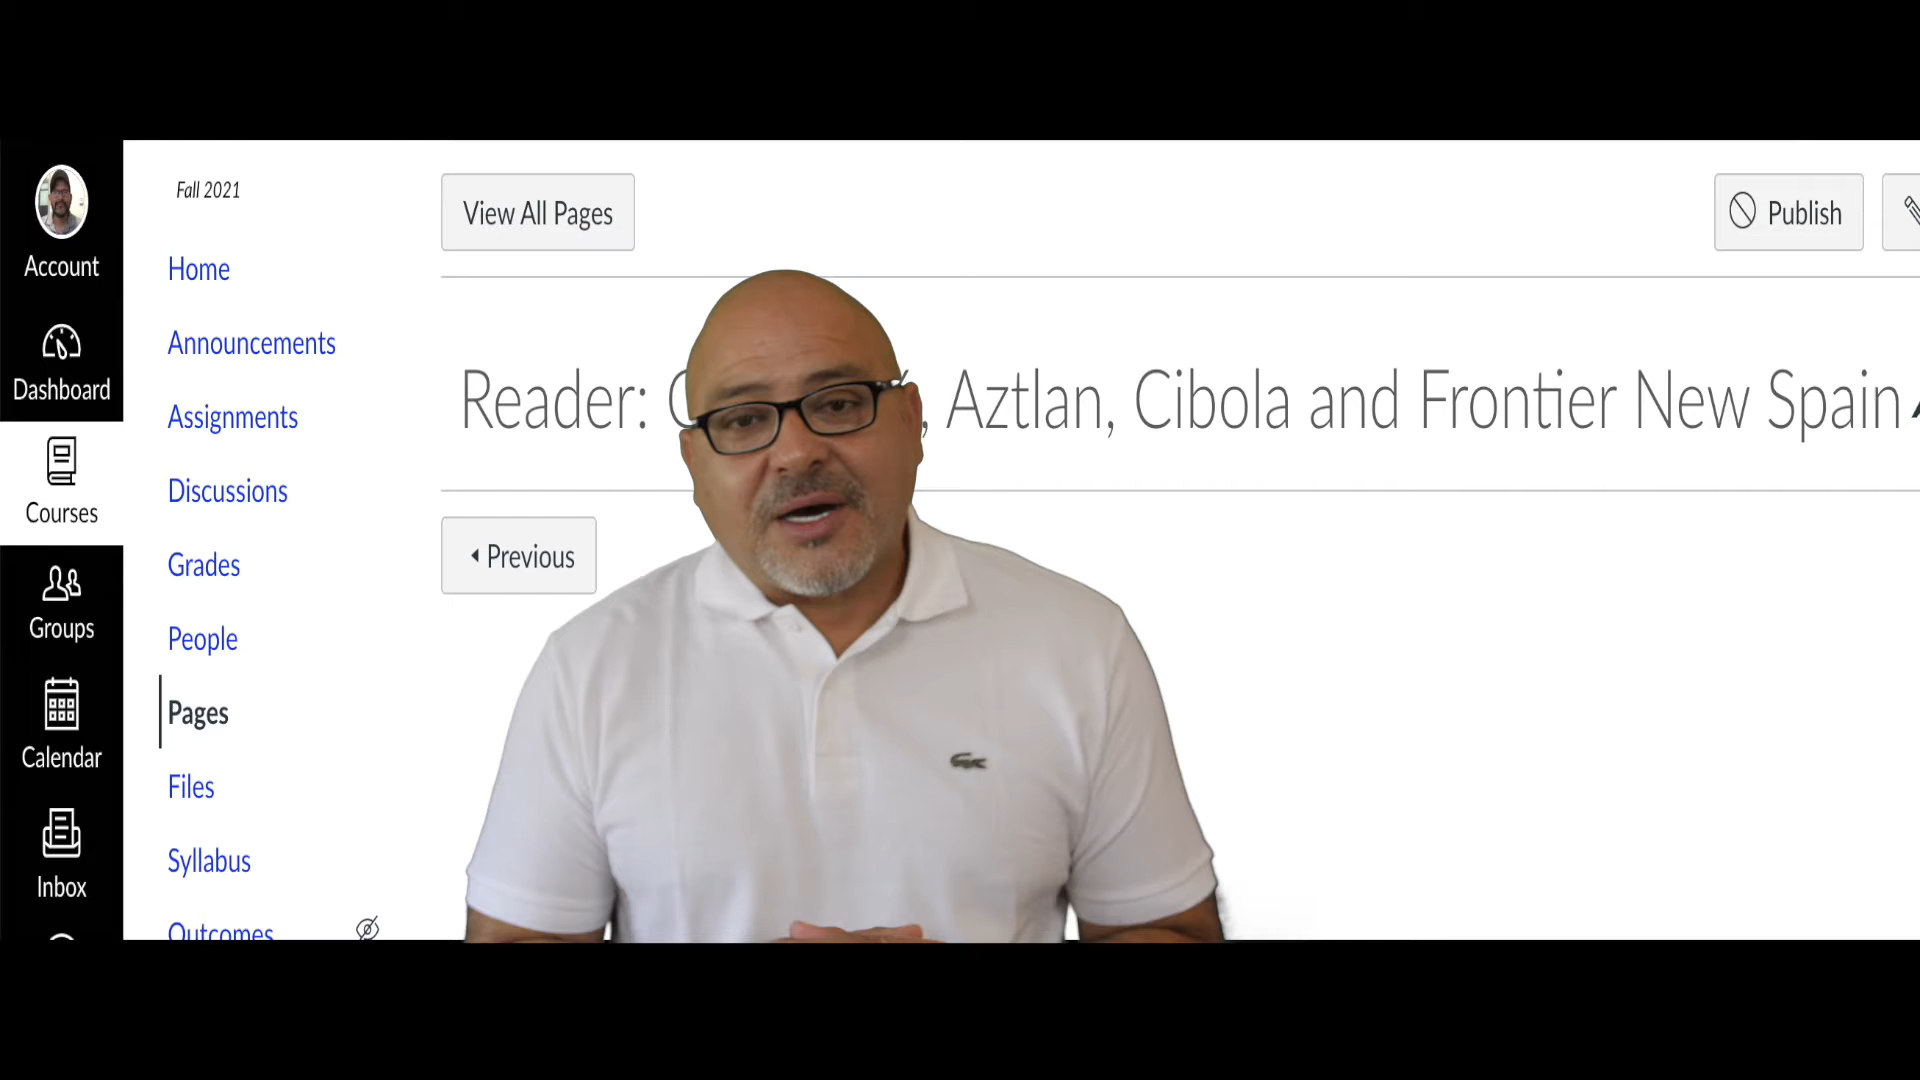 Fall 2021
View All Pages
Publish
Account
Home
Announcements
Dashboard
Reader: , Aztlan, Cibola and Frontier New Spain
Assignments
Courses
Discussions
Previous
Grades
Groups
People
Pages
Calendar
Files
Syllabus
Inbox
Outcomes